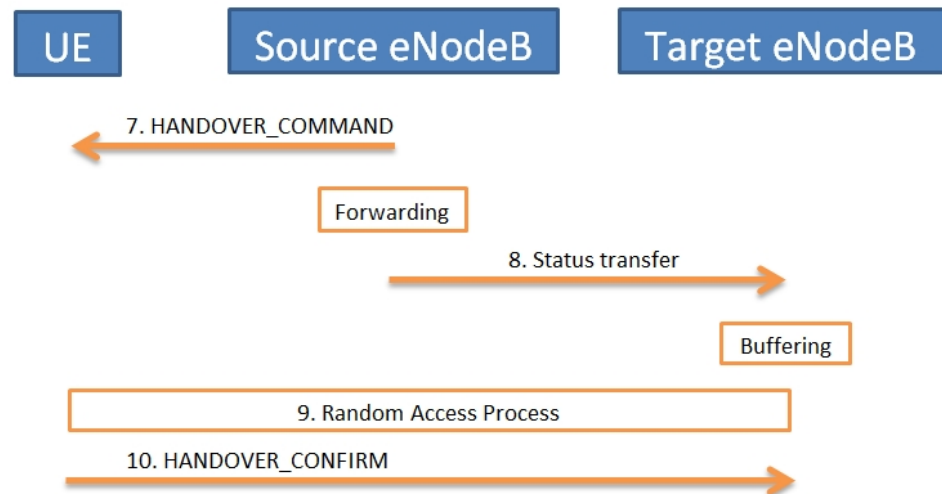 UE
Source eNodeB
Target eNodeB
7. HANDOVER_COMMAND
Forwarding
8. Status transfer
Buffering
9. Random Access Process
10. HANDOVER_CONFIRM